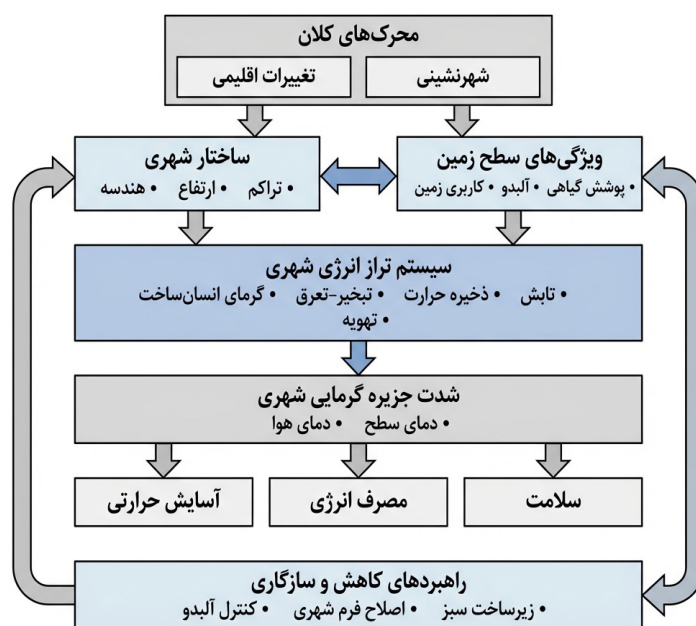 محرک‌های کلان
شهرنشینی
تغییرات اقلیمی
ویژگی‌های سطح زمین
• پوشش گیاهی • آلبدو • کاربری زمین
ساختار شهری
• تراکم • ارتفاع • هندسه
سیستم تراز انرژی شهری
• تابش • ذخیره حرارت • تبخیر-تعرق • گرمای انسان‌ساخت
• تهویه
شدت جزیره گرمایی شهری
• دمای سطح • دمای هوا
سلامت
مصرف انرژی
آسایش حرارتی
راهبردهای کاهش و سازگاری
• زیرساخت سبز • اصلاح فرم شهری • کنترل آلبدو